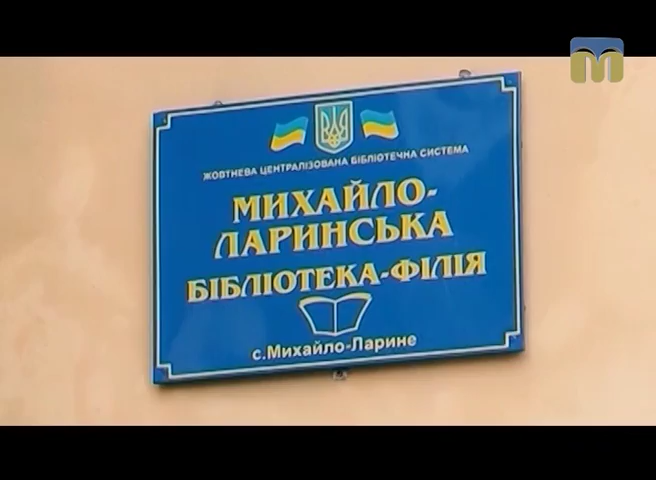 ЖОВТНЕВА ЦЕНТРАЛІЗОВАНА БІБЛІОТЕЧНА СИСТЕМА
МИХАЙЛО-
ЛАРИНСЬКА
БІБЛІОТЕКА-ФІЛІЯ
с.Михайло-Ларине